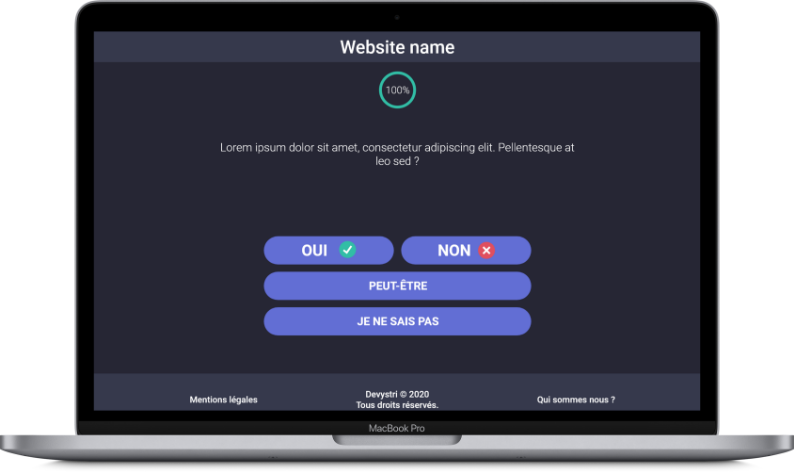 Website name
100%
Lorem ipsum dolor sit amet, consectetur adipiscing elit. Pellentesque at
leo sed ?
OUI
NON
PEUT-ÊTRE
JE NE SAIS PAS
Mentions légales
Devystri © 2020
Tous droits réservés.
Qui sommes nous ?
MacBook Pro